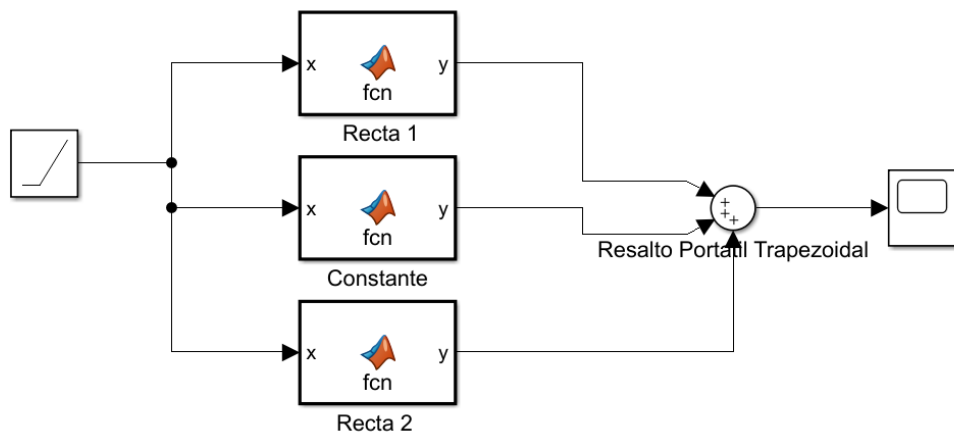 x
y
fcn
Recta 1
x
y
fcn
Constante
x
y
fcn
Recta 2
+
+
+
Resalto Portatil Trapezoidal